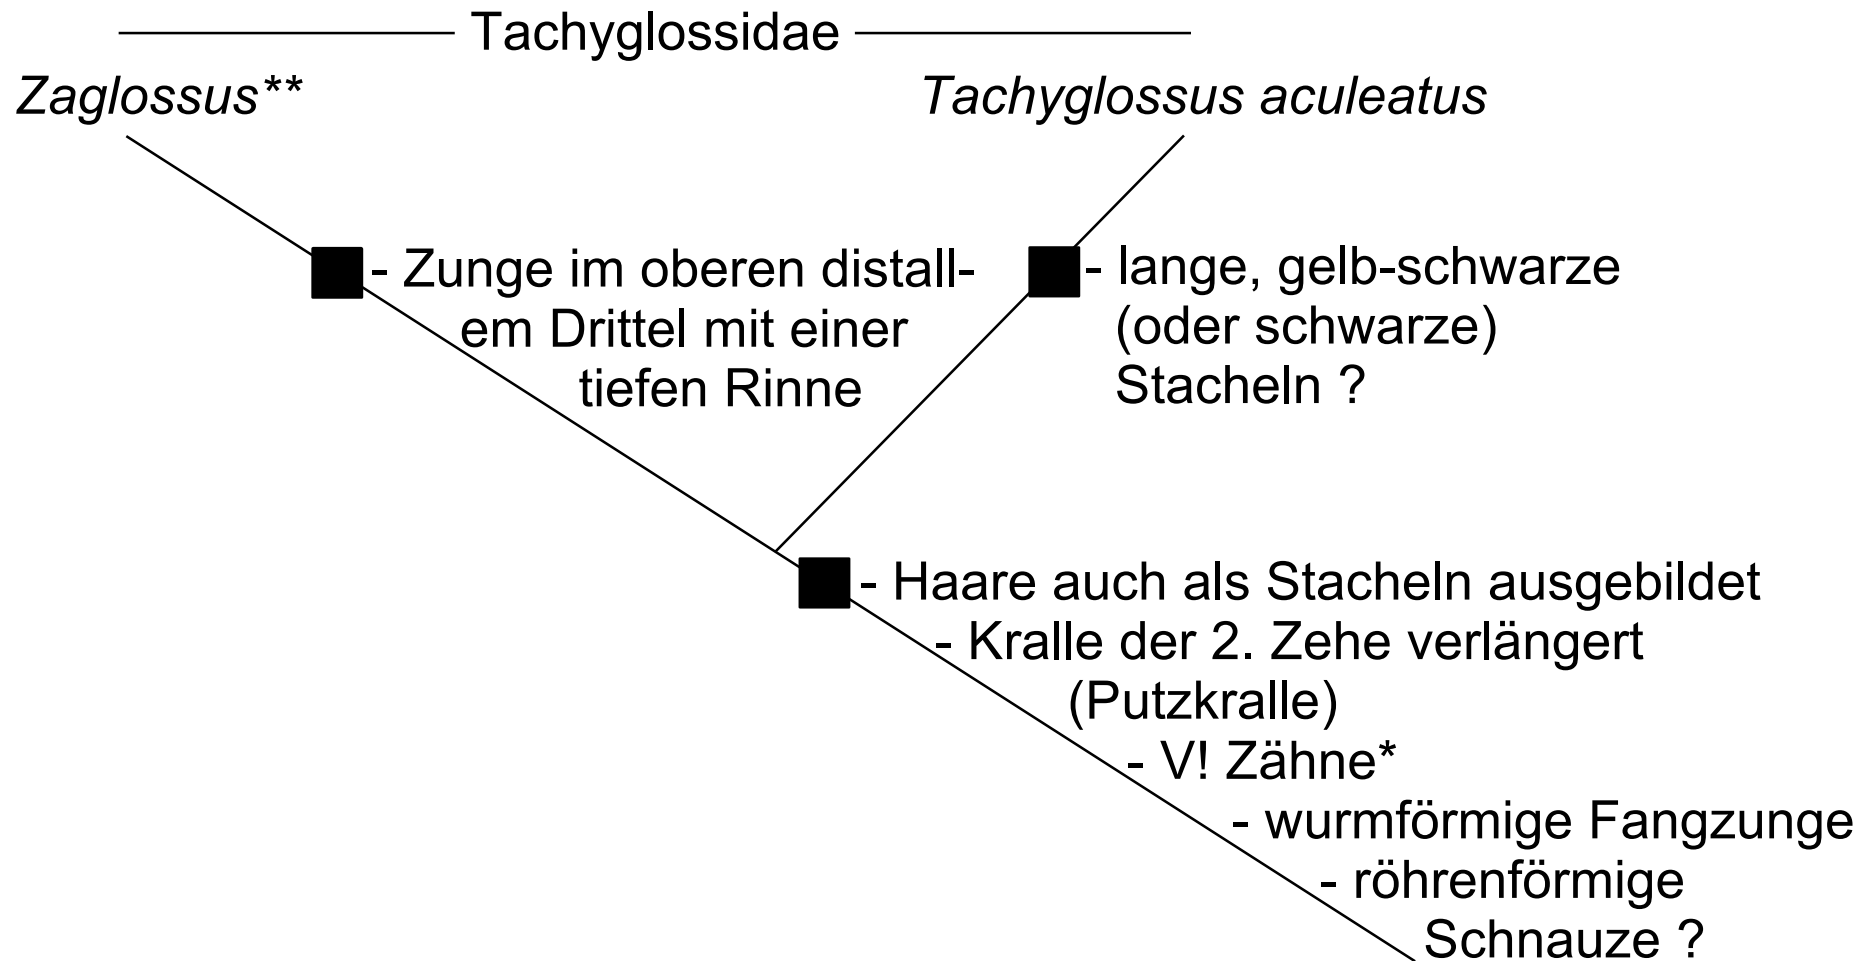 Tachyglossidae
Zaglossus**
Tachyglossus aculeatus
- Zunge im oberen distall-
em Drittel mit einer
tiefen Rinne
- lange, gelb-schwarze
(oder schwarze)
Stacheln ?
- Haare auch als Stacheln ausgebildet
- Kralle der 2. Zehe verlängert
(Putzkralle)
- V! Zähne*
- wurmförmige Fangzunge
- röhrenförmige
Schnauze ?